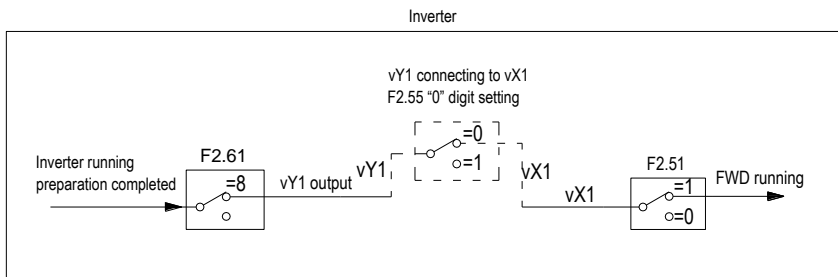 Inverter
vY1 connecting to vX1
F2.55 “0” digit setting
=0
=1
Inverter running
preparation completed
F2.61
=8
vY1 output
vY1
vX1
vX1
F2.51
=1
=0
FWD running